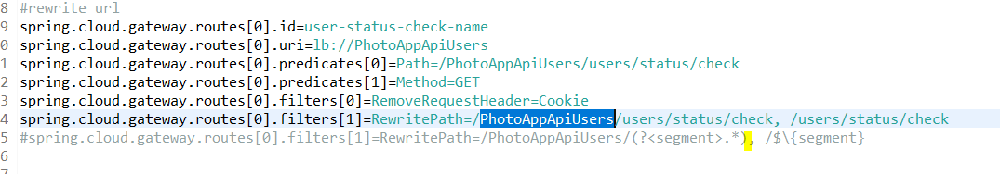 8 #rewrite url
9 spring.cloud.gateway.routes[0].id=user-status-check-name
0 spring.cloud.gateway.routes[0].uri=lb://PhotoAppApiUsers
1 spring.cloud.gateway.routes[0].predicates[0]=Path=/PhotoAppApiUsers/users/status/check
2 spring.cloud.gateway.routes[0].predicates[1]=Method=GET
3 spring.cloud.gateway.routes[0].filters[0]=RemoveRequestHeader=Cookie
4 spring.cloud.gateway.routes[0].filters[1]=RewritePath=/PhotoAppApiUsers/users/status/check, /users/status/check
5 #spring.cloud.gateway.routes[0].filters[1]=RewritePath=/PhotoAppApiUsers/(?<segment>.*), /$\{segment}
6
7